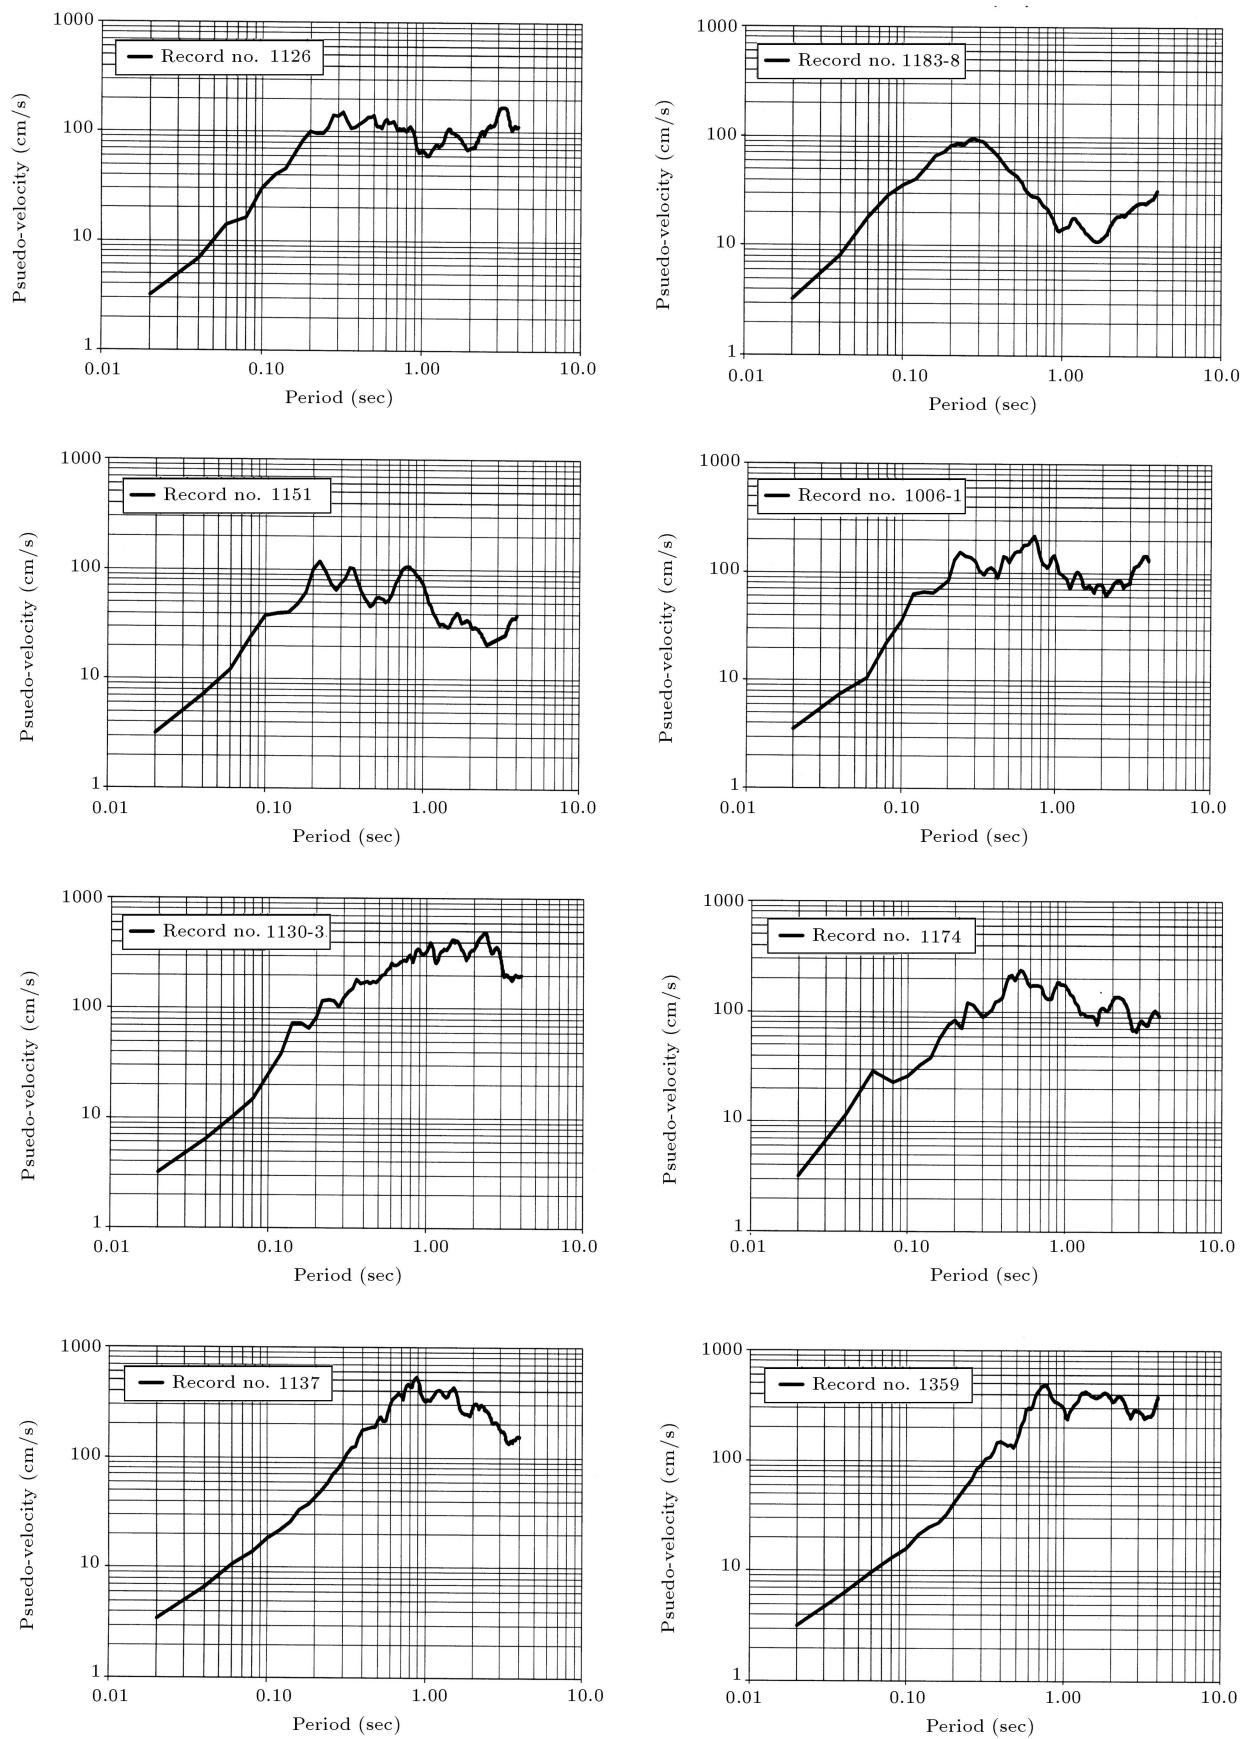 1000
Record no. 1126
100
10
1
0.01 0.10 1.00 10.0
Period (sec)
Psuedo-velocity (cm/s)
1000
Record no. 1183-8
100
10
1
0.01 0.10 1.00 10.0
Period (sec)
Psuedo-velocity (cm/s)
1000
Record no. 1151
100
10
1
0.01 0.10 1.00 10.0
Period (sec)
Psuedo-velocity (cm/s)
1000
Record no. 1006-1
100
10
1
0.01 0.10 1.00 10.0
Period (sec)
Psuedo-velocity (cm/s)
1000
Record no. 1130-3
100
10
1
0.01 0.10 1.00 10.0
Period (sec)
Psuedo-velocity (cm/s)
1000
Record no. 1174
100
10
1
0.01 0.10 1.00 10.0
Period (sec)
Psuedo-velocity (cm/s)
1000
Record no. 1137
100
10
1
0.01 0.10 1.00 10.0
Period (sec)
Psuedo-velocity (cm/s)
1000
Record no. 1359
100
10
1
0.01 0.10 1.00 10.0
Period (sec)
Psuedo-velocity (cm/s)